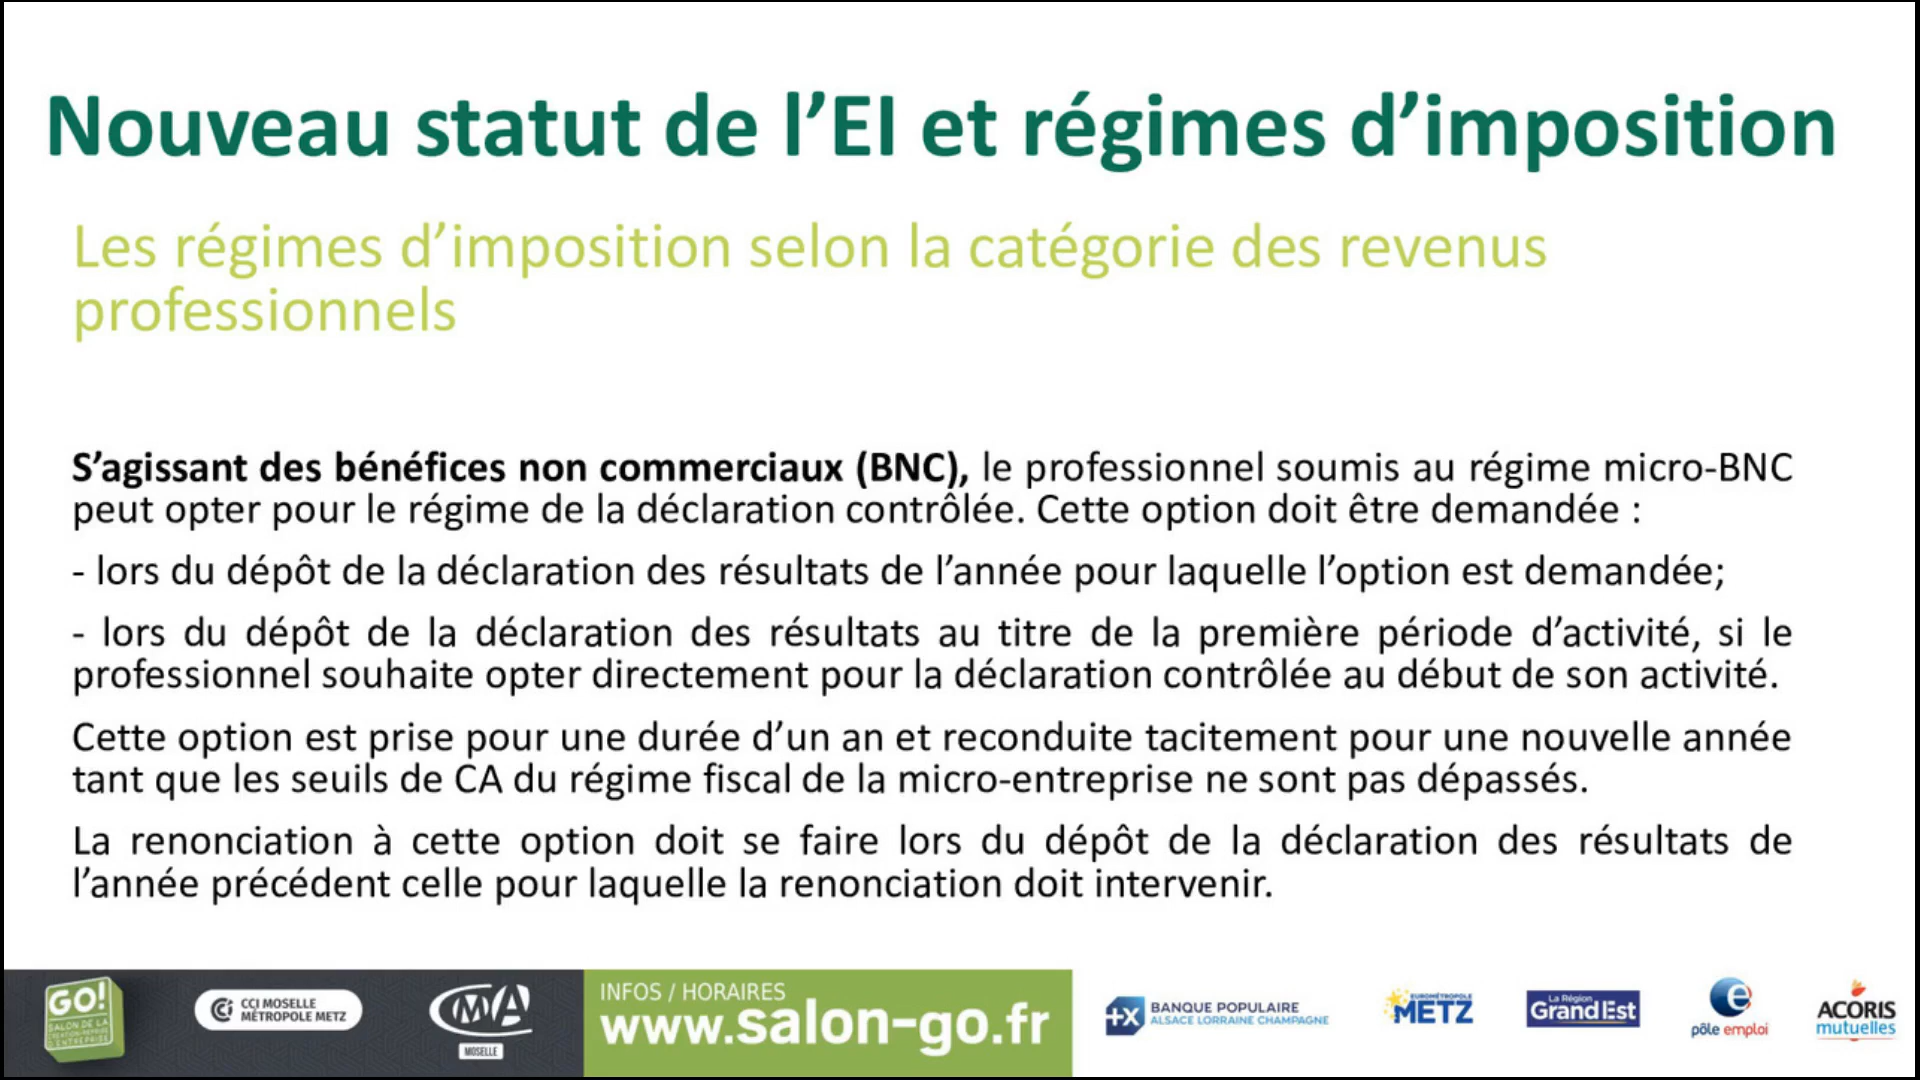 Nouveau statut de l’EI et régimes d’imposition
Les régimes d’imposition selon la catégorie des revenus
professionnels
S’agissant des bénéfices non commerciaux (BNC), le professionnel soumis au régime micro-BNC
peut opter pour le régime de la déclaration contrôlée. Cette option doit être demandée :
- lors du dépôt de la déclaration des résultats de l’année pour laquelle l’option est demandée;
- lors du dépôt de la déclaration des résultats au titre de la première période d’activité, si le
professionnel souhaite opter directement pour la déclaration contrôlée au début de son activité.
Cette option est prise pour une durée d’un an et reconduite tacitement pour une nouvelle année
tant que les seuils de CA du régime fiscal de la micro-entreprise ne sont pas dépassés.
La renonciation à cette option doit se faire lors du dépôt de la déclaration des résultats de
l’année précédent celle pour laquelle la renonciation doit intervenir.
GO!
SALON DE LA
CRÉATION-REPRISE
D'ENTREPRISE
CCI MOSELLE
MÉTROPOLE METZ
CMA
MOSELLE
INFOS / HORAIRES
www.salon-go.fr
BANQUE POPULAIRE
ALSACE LORRAINE CHAMPAGNE
EUROMÉTROPOLE
METZ
La Région
Grand Est
pôle emploi
ACORIS
mutuelles